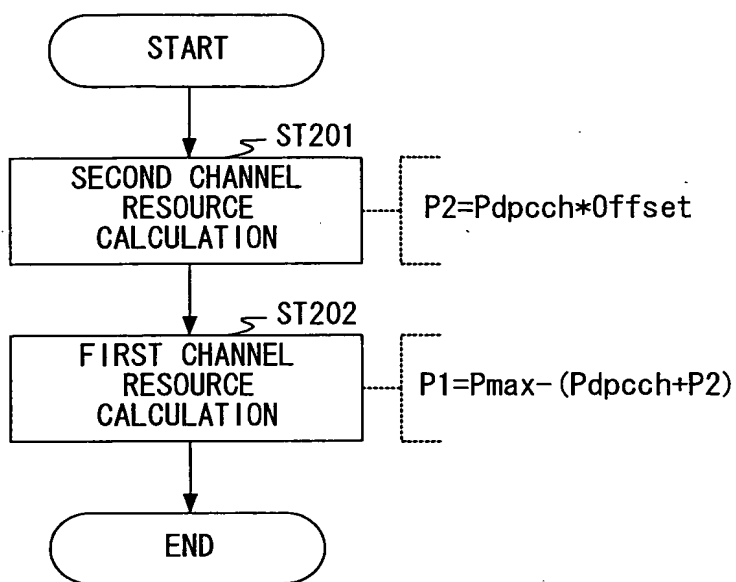 START
ST201
SECOND CHANNEL
RESOURCE
CALCULATION
P2=Pdpcch*Offset
ST202
FIRST CHANNEL
RESOURCE
CALCULATION
P1=Pmax-(Pdpcch+P2)
END